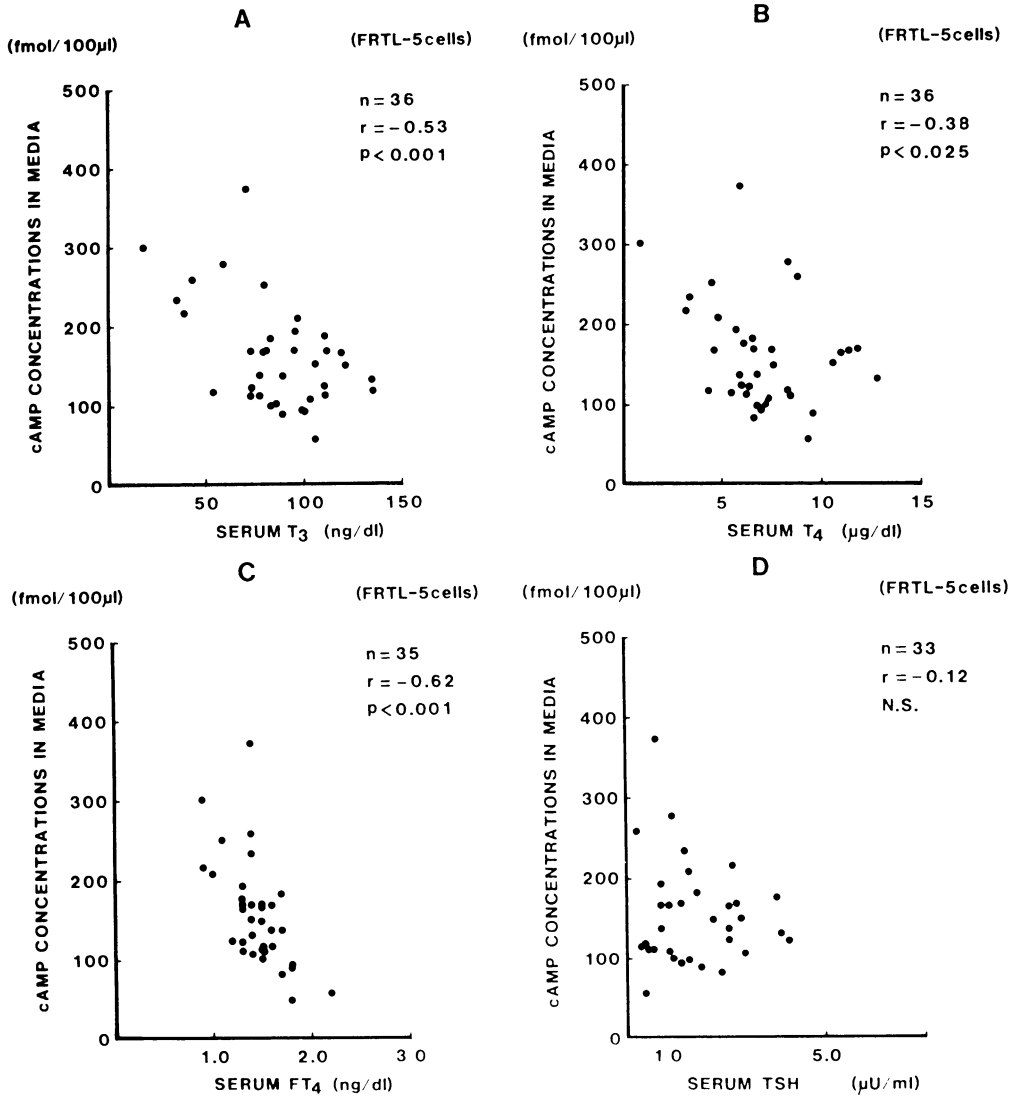 A
(fmol/100µl)
(FRTL-5cells)
n=36
r=-0.53
p<0.001
cAMP CONCENTRATIONS IN MEDIA
500
400
300
200
100
0
50
100
150
SERUM T3 (ng/dl)
B
(fmol/100µl)
(FRTL-5cells)
n=36
r=-0.38
p<0.025
cAMP CONCENTRATIONS IN MEDIA
500
400
300
200
100
0
5
10
15
SERUM T4 (µg/dl)
C
(fmol/100µl)
(FRTL-5cells)
n=35
r=-0.62
p<0.001
cAMP CONCENTRATIONS IN MEDIA
500
400
300
200
100
0
1.0
2.0
3 0
SERUM FT4 (ng/dl)
D
(fmol/100µl)
(FRTL-5cells)
n=33
r=-0.12
N.S.
cAMP CONCENTRATIONS IN MEDIA
500
400
300
200
100
0
1 0
5.0
SERUM TSH (µU/ml)